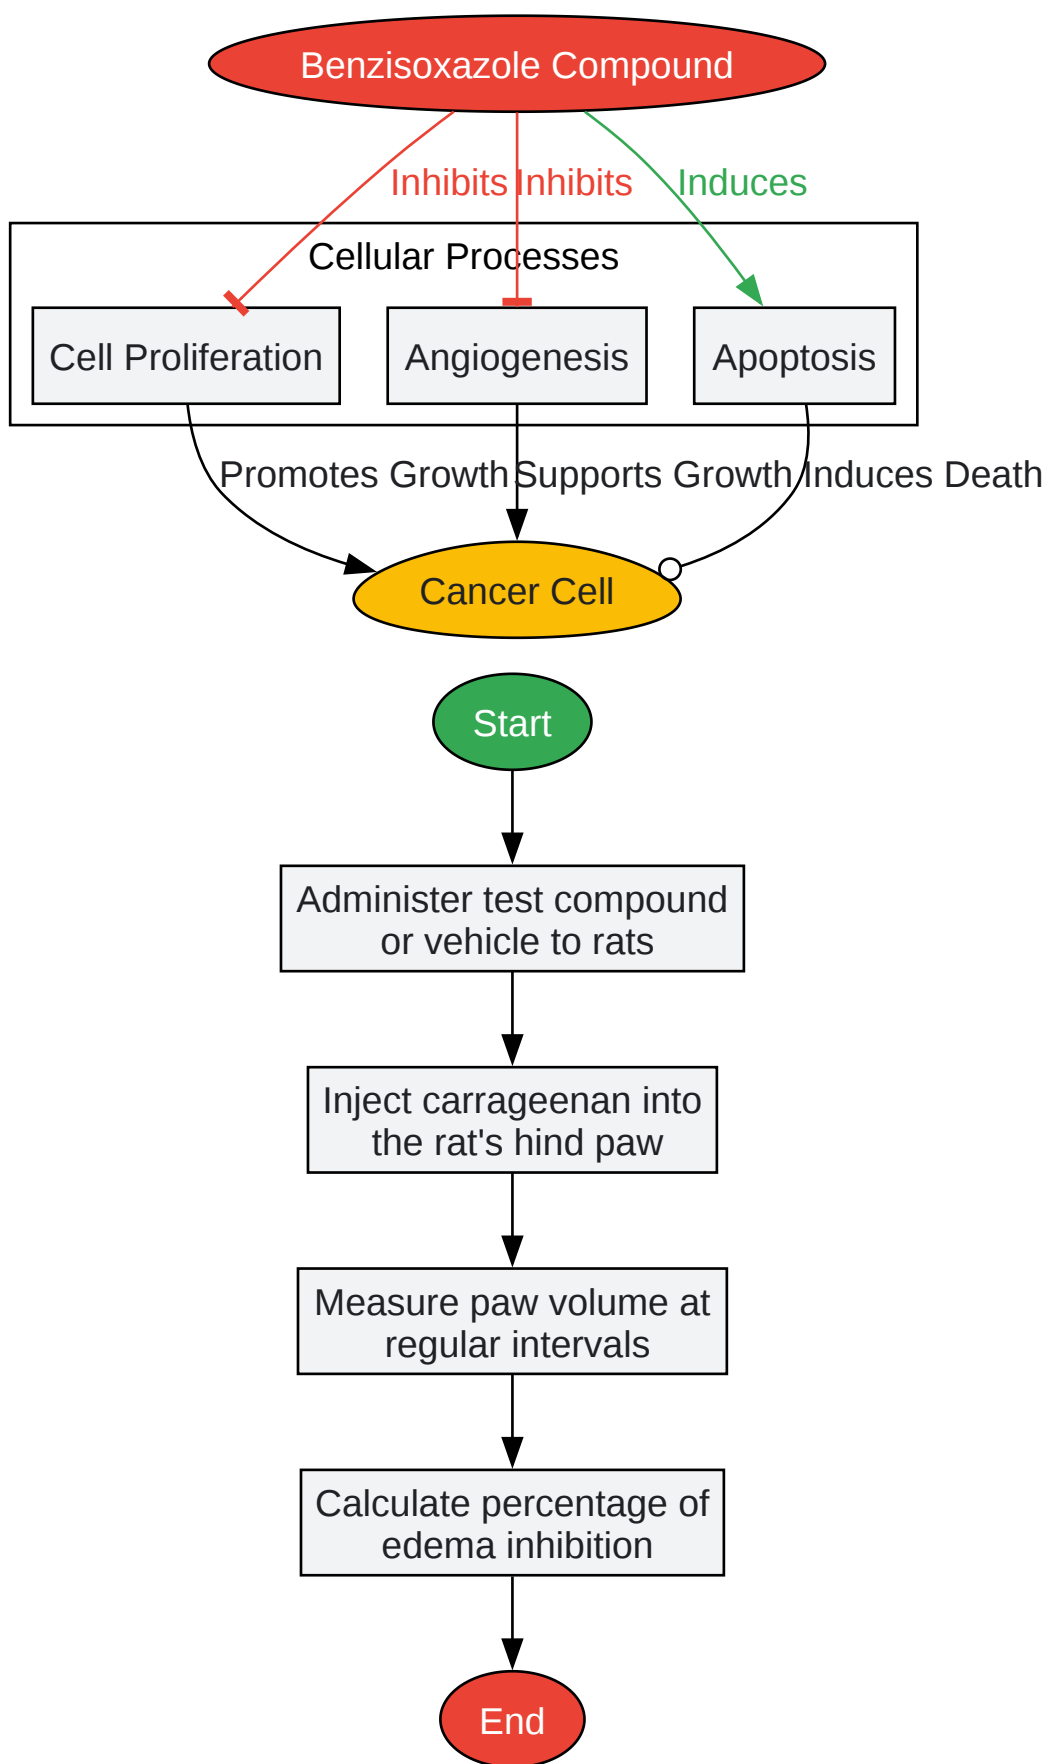 Benzisoxazole Compound
Inhibits Inhibits Induces
Cellular Processes
Cell Proliferation Angiogenesis Apoptosis
Promotes Growth Supports Growth Induces Death
Cancer Cell
Start
Administer test compound
or vehicle to rats
Inject carrageenan into
the rat's hind paw
Measure paw volume at
regular intervals
Calculate percentage of
edema inhibition
End